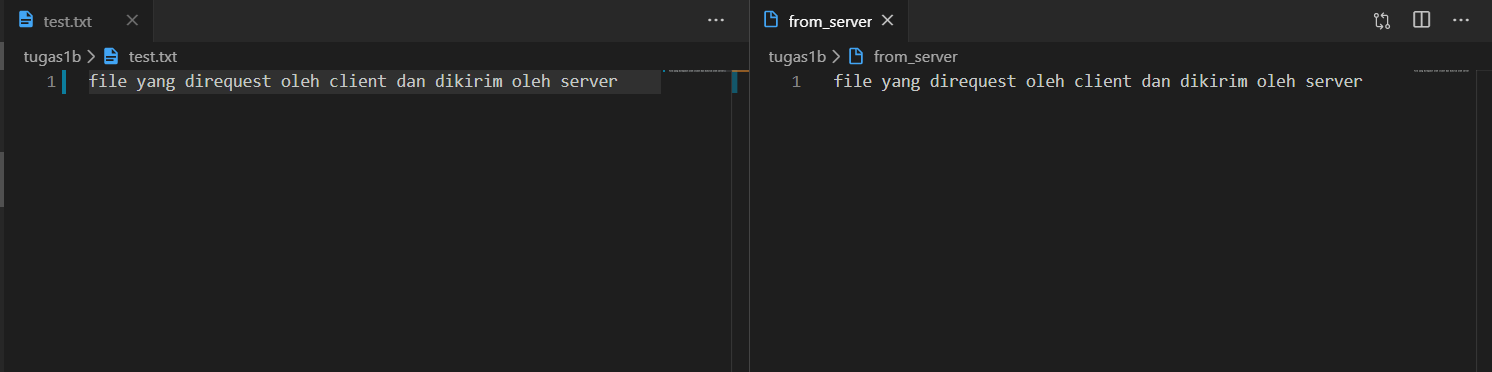 test.txt
tugas1b > test.txt
1 file yang direquest oleh client dan dikirim oleh server
from_server
tugas1b > from_server
1 file yang direquest oleh client dan dikirim oleh server